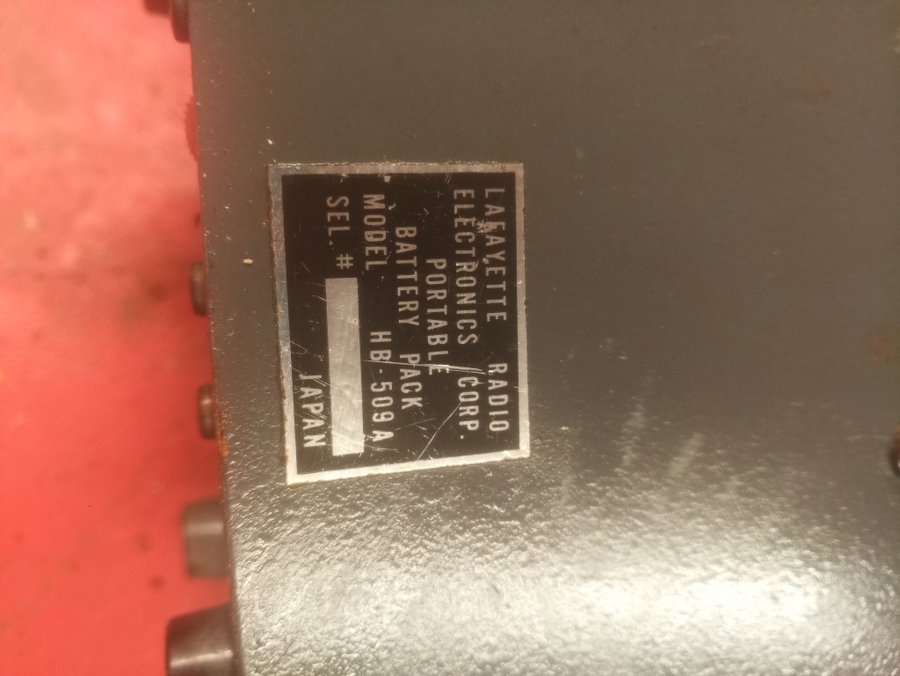 LAFAYETTE RADIO
ELECTRONICS CORP.
PORTABLE
BATTERY PACK
MODEL HB-509A
SEL. #
JAPAN